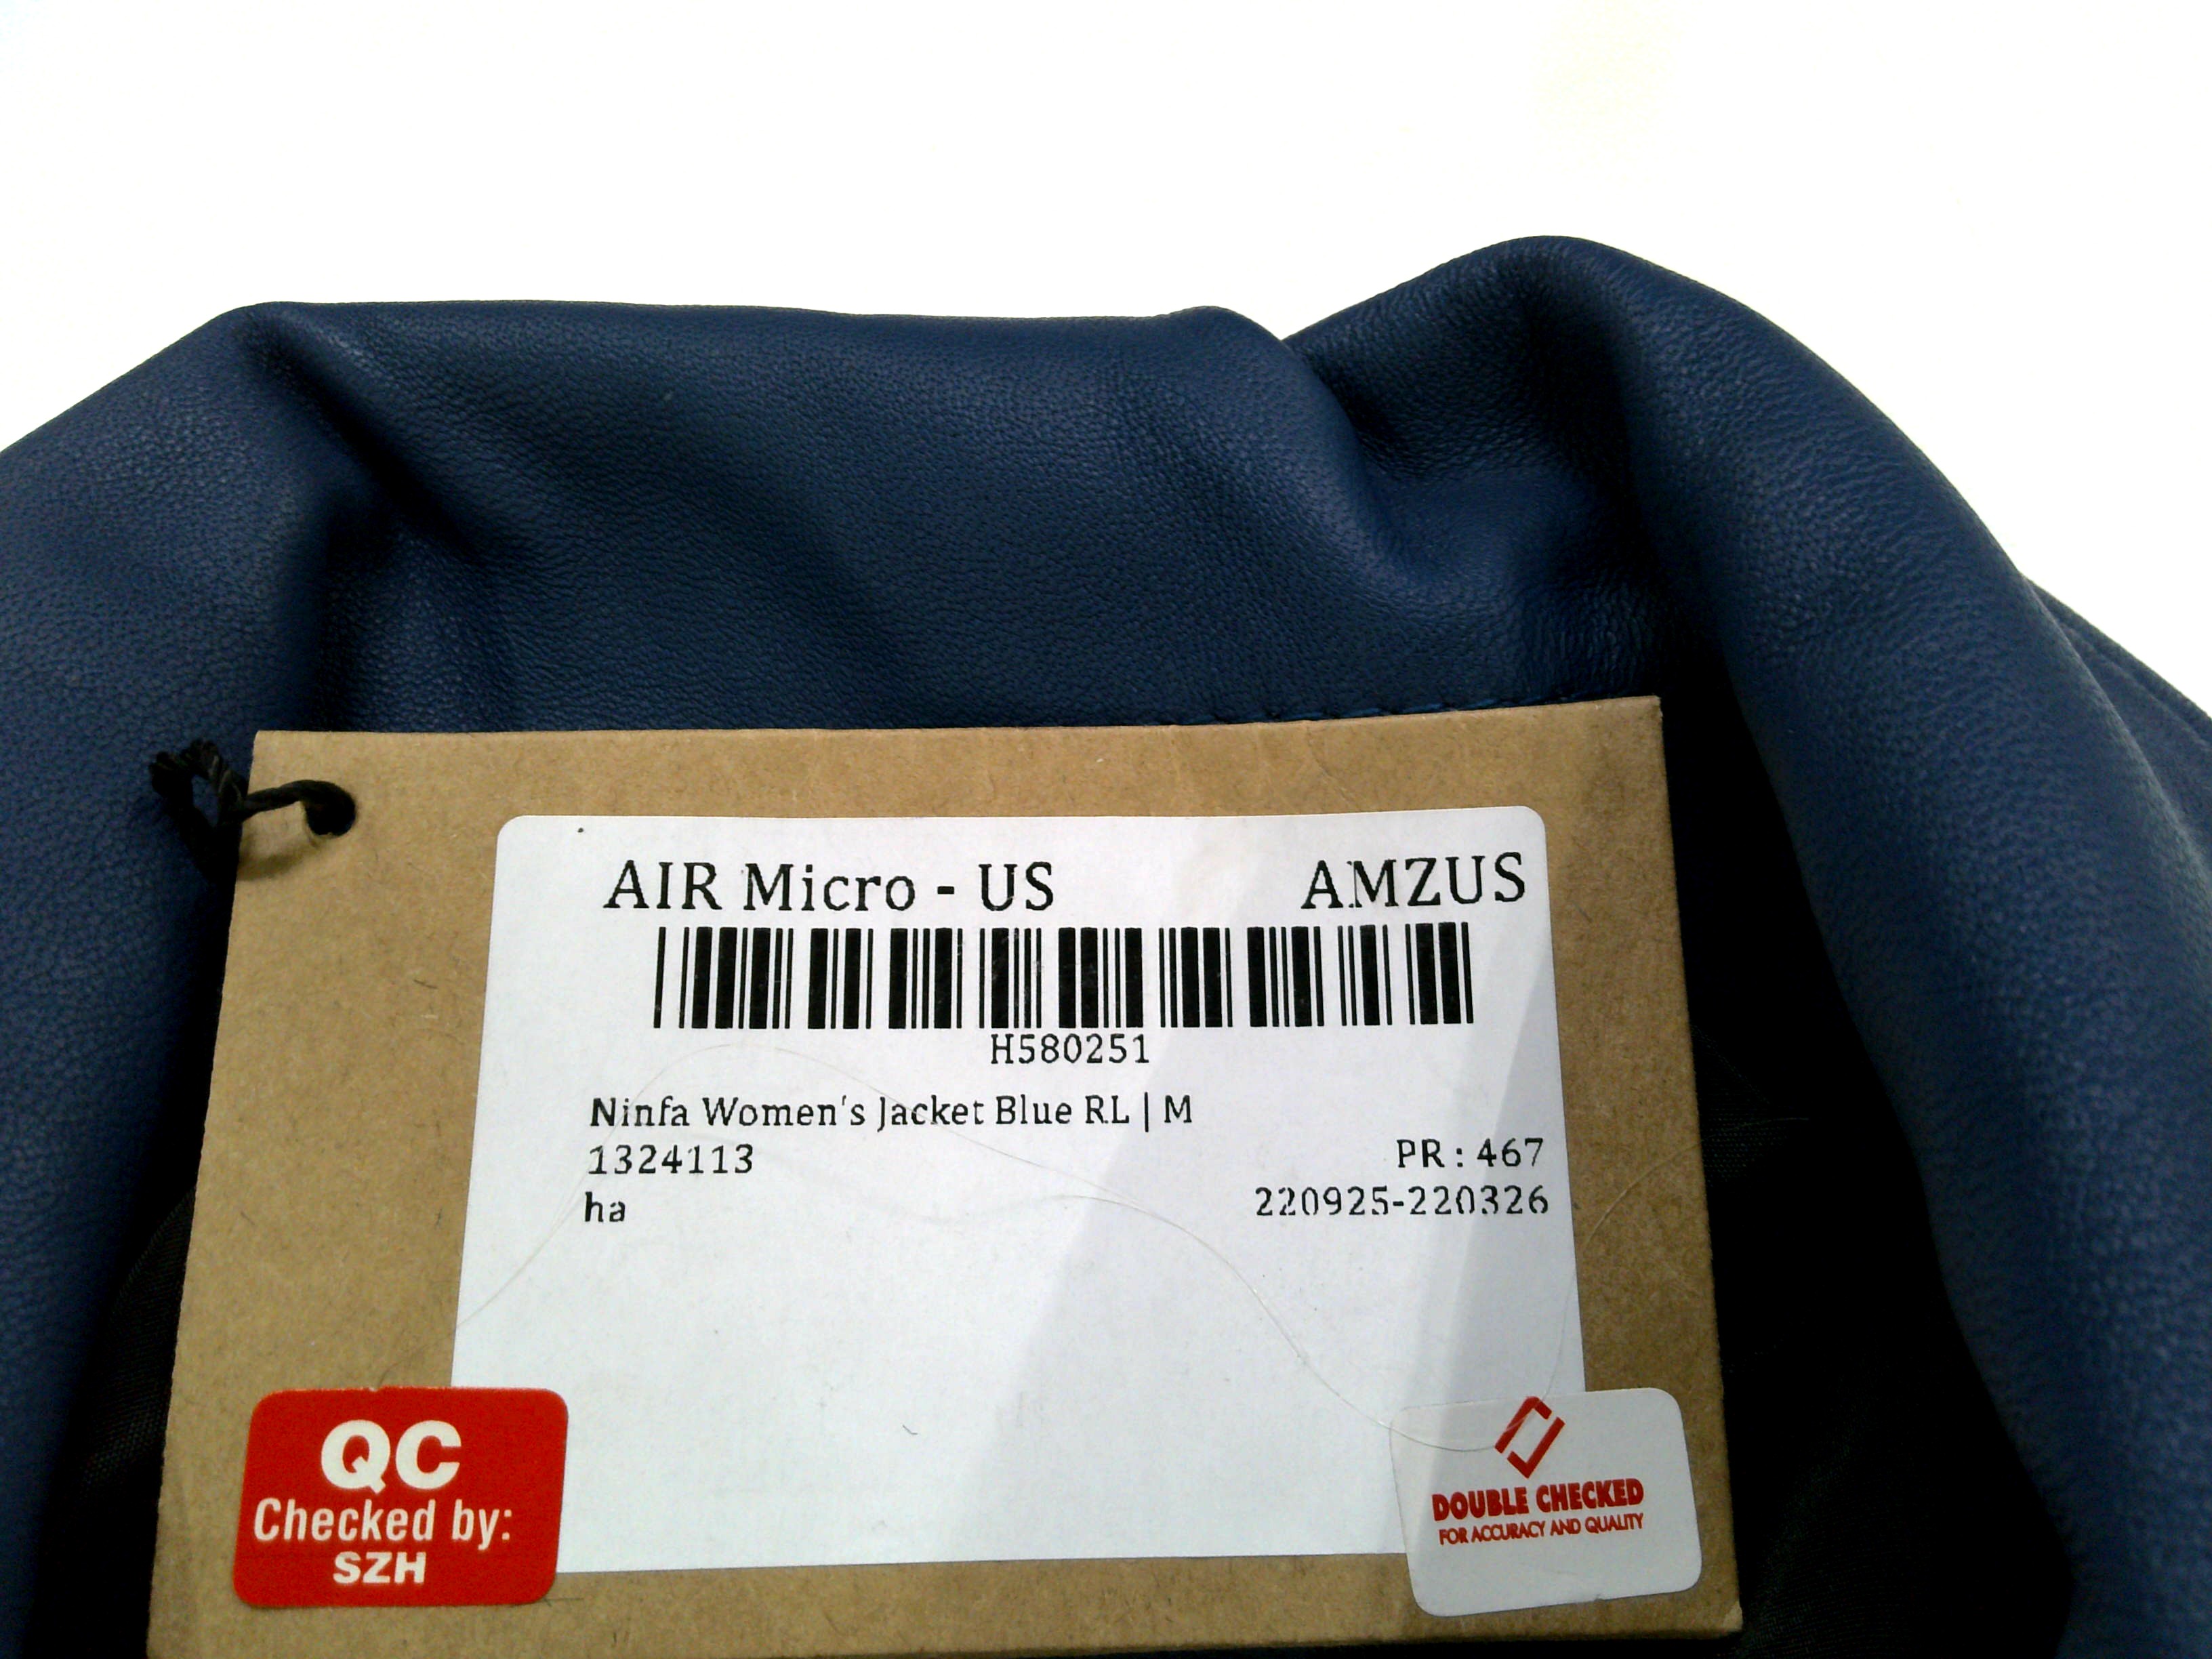 AIR Micro - US AMZUS
H580251
Ninfa Women's Jacket Blue RL | M
1324113 PR : 467
ha 220925-220326
QC
Checked by:
SZH
DOUBLE CHECKED
FOR ACCURACY AND QUALITY